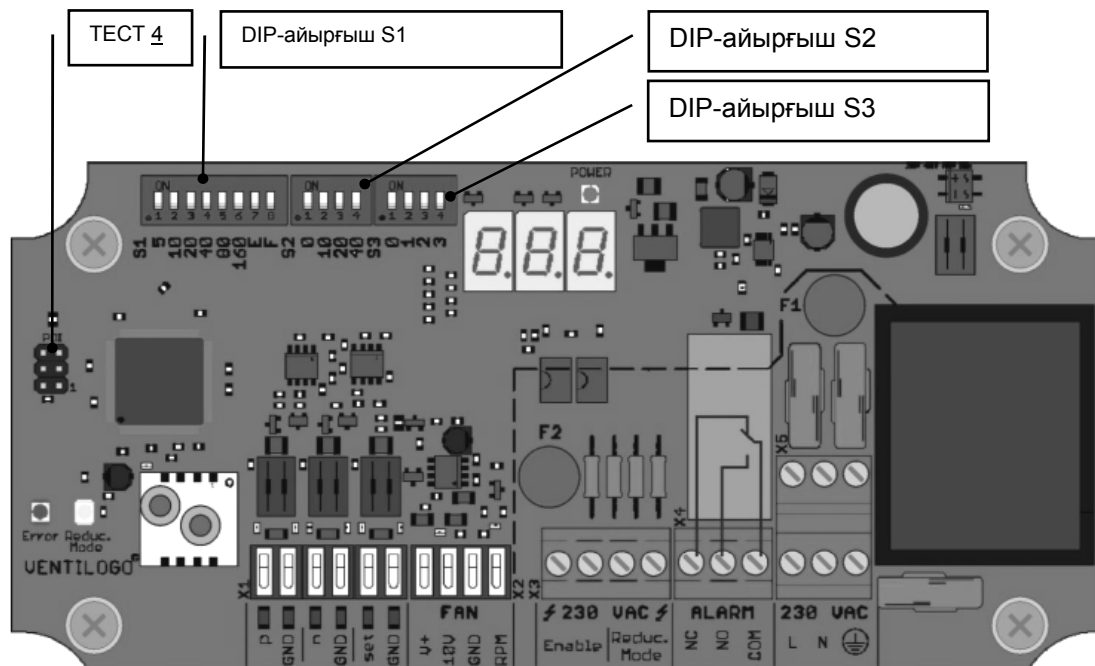 ТЕСТ 4
DIP-айырғыш S1
DIP-айырғыш S2
DIP-айырғыш S3
POWER
ON ON ON
1 2 3 4 5 6 7 8 1 2 3 4 1 2 3 4
S1 5 10 20 40 80 160 E F S2 0 10 20 40 S3 0 1 2 3
F1
1
F2
X5
X4
Error Reduc. Mode
VENTILOGO
X1 X2 X3
FAN
230 VAC ALARM 230 VAC
p GND n GND set GND V+ 10V GND RPM
Enable Reduc. Mode
NC NO COM
L N